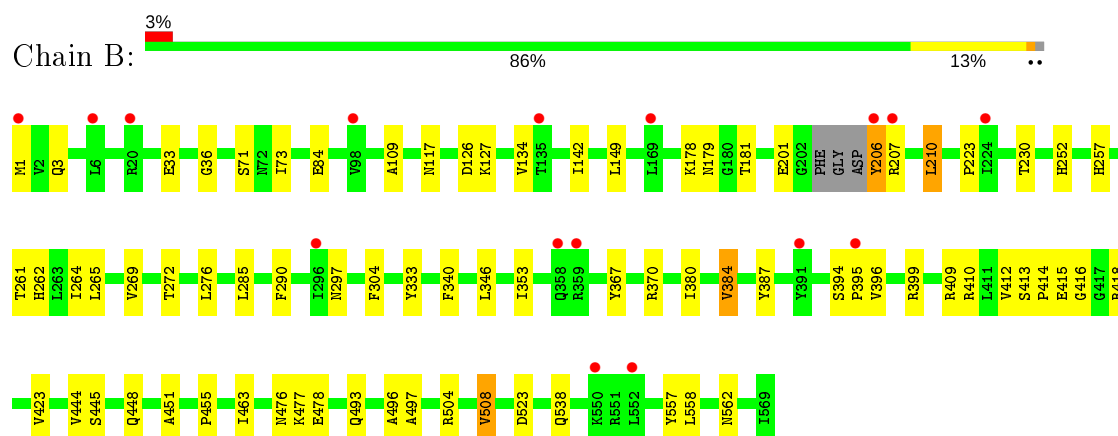 3%
Chain B:
86% 13% ••
M1 V2 Q3 L6 R20 E33 G36 S71 N72 I73 E84 V98 A109 N117 D126 K127 V134 T135 I142 L149 L169 K178 N179 G180 T181 E201 G202 PHE GLY ASP Y206 R207 L210 P223 I224 T230 H252 H257
T261 H262 L263 I264 L265 V269 T272 L276 L285 F290 I296 N297 F304 Y333 F340 L346 I353 Q358 R359 Y367 R370 I380 V384 Y387 Y391 S394 P395 V396 R399 R409 R410 L411 V412 S413 P414 E415 G416 G417 R418
V423 V444 S445 Q448 A451 P455 I463 N476 K477 E478 Q493 A496 A497 R504 V508 D523 Q538 K550 R551 L552 Y557 L558 N562 I569